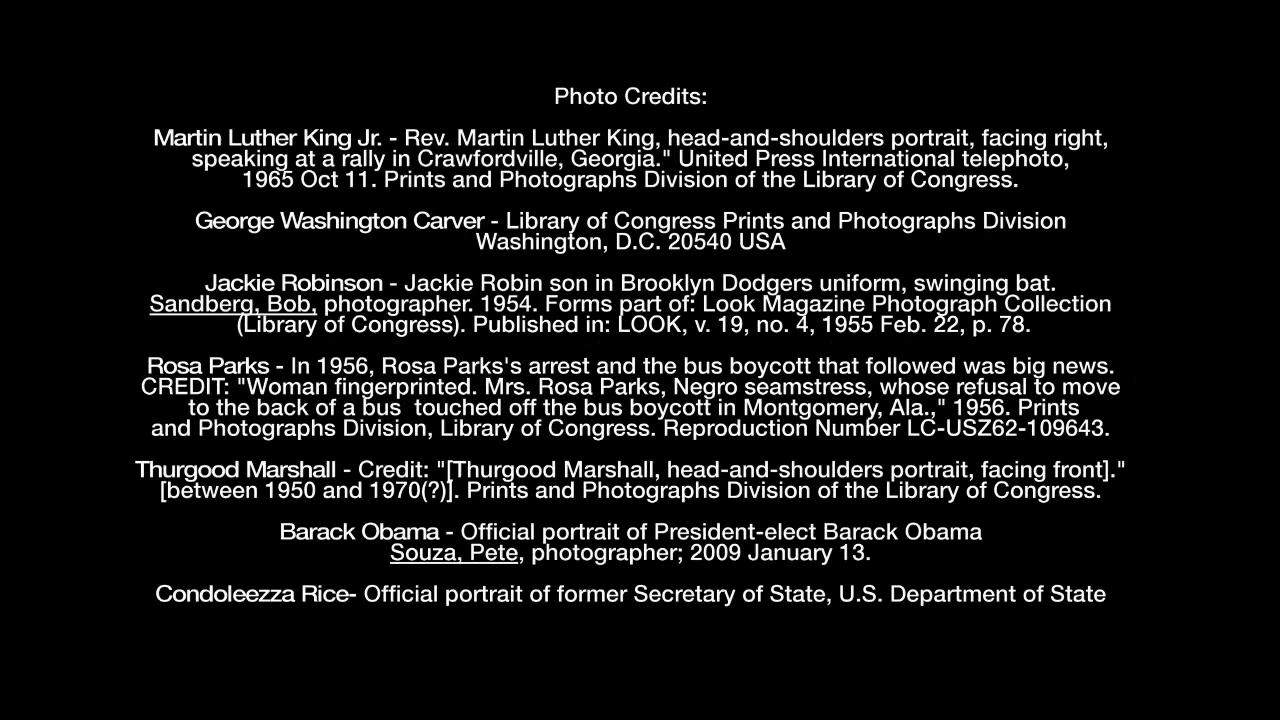 Photo Credits:
Martin Luther King Jr. - Rev. Martin Luther King, head-and-shoulders portrait, facing right,
speaking at a rally in Crawfordville, Georgia." United Press International telephoto,
1965 Oct 11. Prints and Photographs Division of the Library of Congress.
George Washington Carver - Library of Congress Prints and Photographs Division
Washington, D.C. 20540 USA
Jackie Robinson - Jackie Robin son in Brooklyn Dodgers uniform, swinging bat.
Sandberg, Bob, photographer. 1954. Forms part of: Look Magazine Photograph Collection
(Library of Congress). Published in: LOOK, v. 19, no. 4, 1955 Feb. 22, p. 78.
Rosa Parks - In 1956, Rosa Parks's arrest and the bus boycott that followed was big news.
CREDIT: "Woman fingerprinted. Mrs. Rosa Parks, Negro seamstress, whose refusal to move
to the back of a bus  touched off the bus boycott in Montgomery, Ala.," 1956. Prints
and Photographs Division, Library of Congress. Reproduction Number LC-USZ62-109643.
Thurgood Marshall - Credit: "[Thurgood Marshall, head-and-shoulders portrait, facing front]."
[between 1950 and 1970(?)]. Prints and Photographs Division of the Library of Congress.
Barack Obama - Official portrait of President-elect Barack Obama
Souza, Pete, photographer; 2009 January 13.
Condoleezza Rice- Official portrait of former Secretary of State, U.S. Department of State